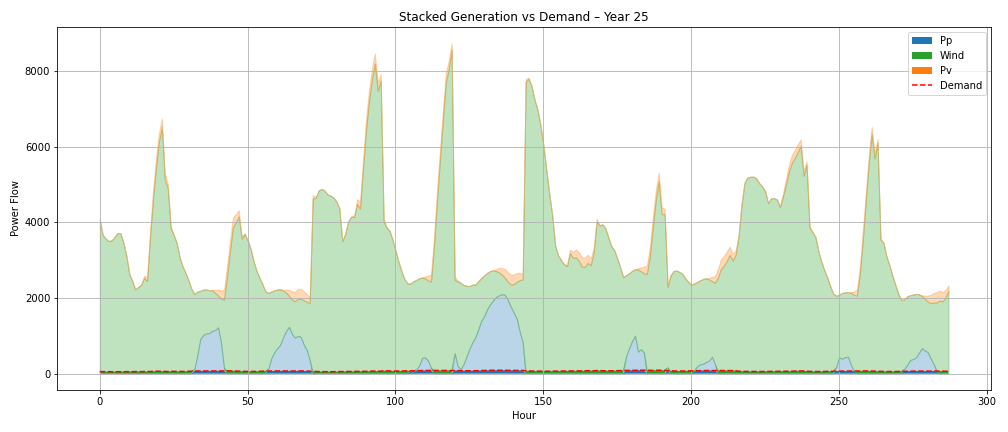 Stacked Generation vs Demand – Year 25
Pp
Wind
Pv
Demand
Power Flow
8000
6000
4000
2000
0
0 50 100 150 200 250 300
Hour